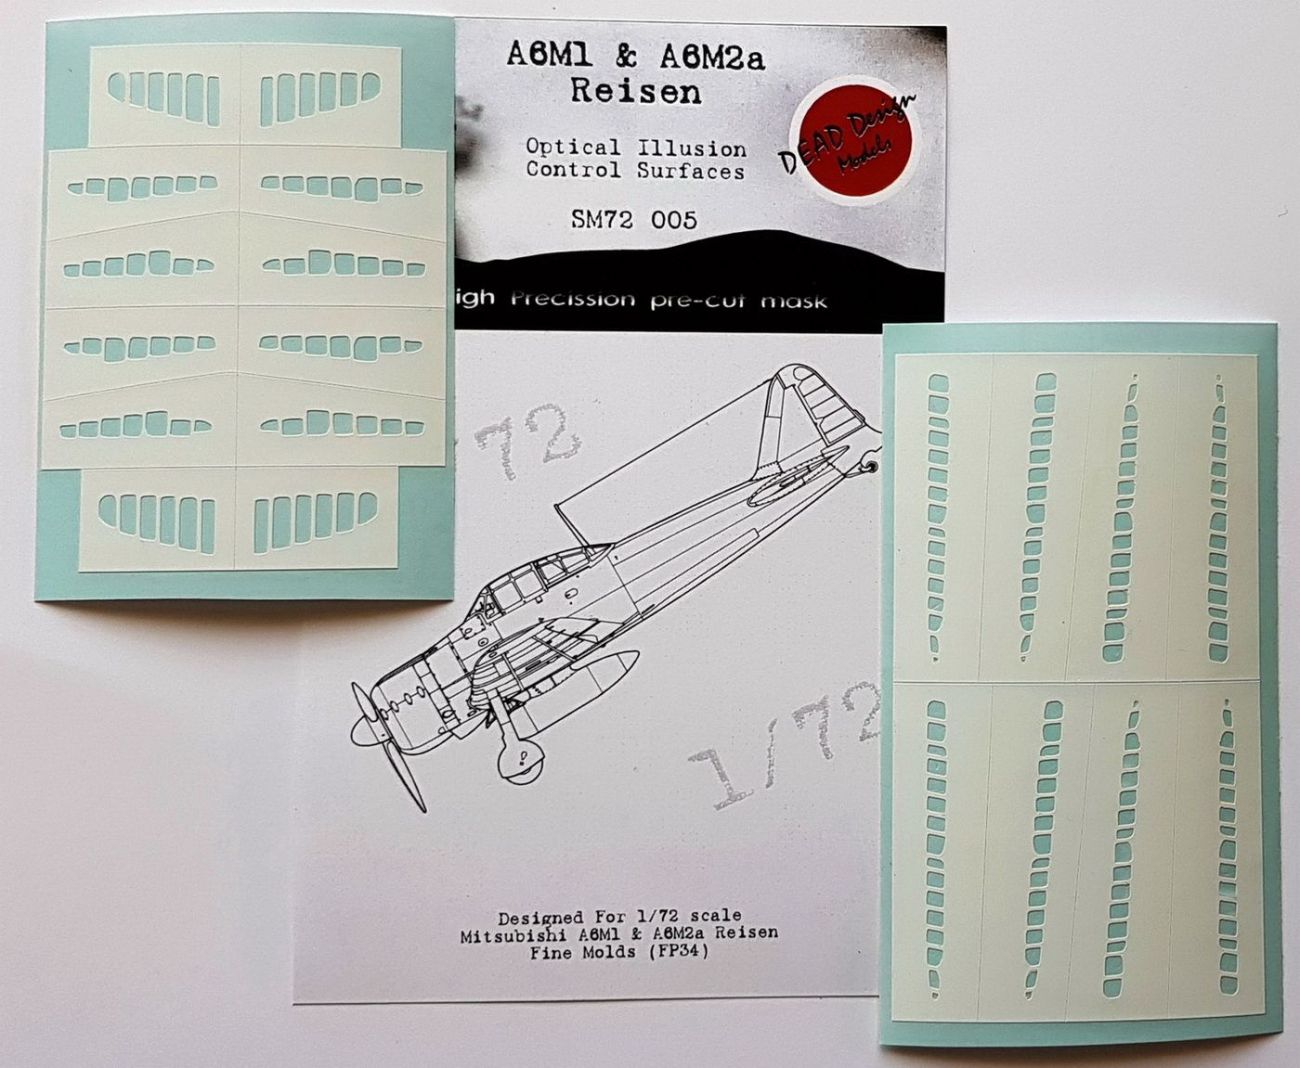 A6M1 & A6M2a
Reisen
DEAD Design
Models
Optical Illusion
Control Surfaces
SM72 005
igh Precission pre-cut mask
72
1/72
Designed For 1/72 scale
Mitsubishi A6M1 & A6M2a Reisen
Fine Molds (FP34)